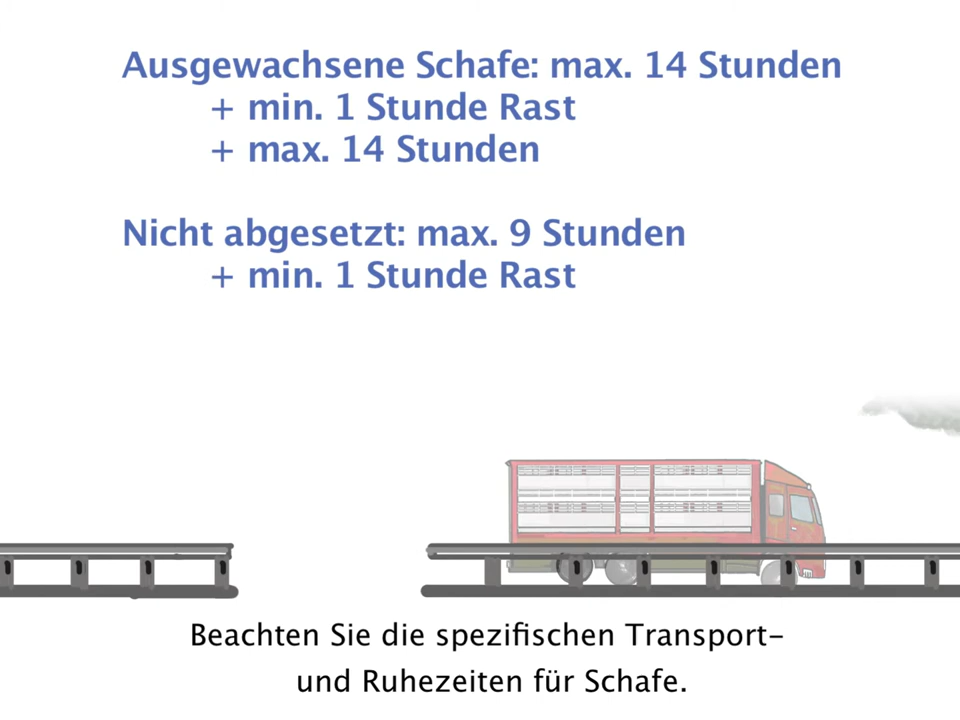 Ausgewachsene Schafe: max. 14 Stunden
+ min. 1 Stunde Rast
+ max. 14 Stunden
Nicht abgesetzt: max. 9 Stunden
+ min. 1 Stunde Rast
Beachten Sie die spezifischen Transport-
und Ruhezeiten für Schafe.